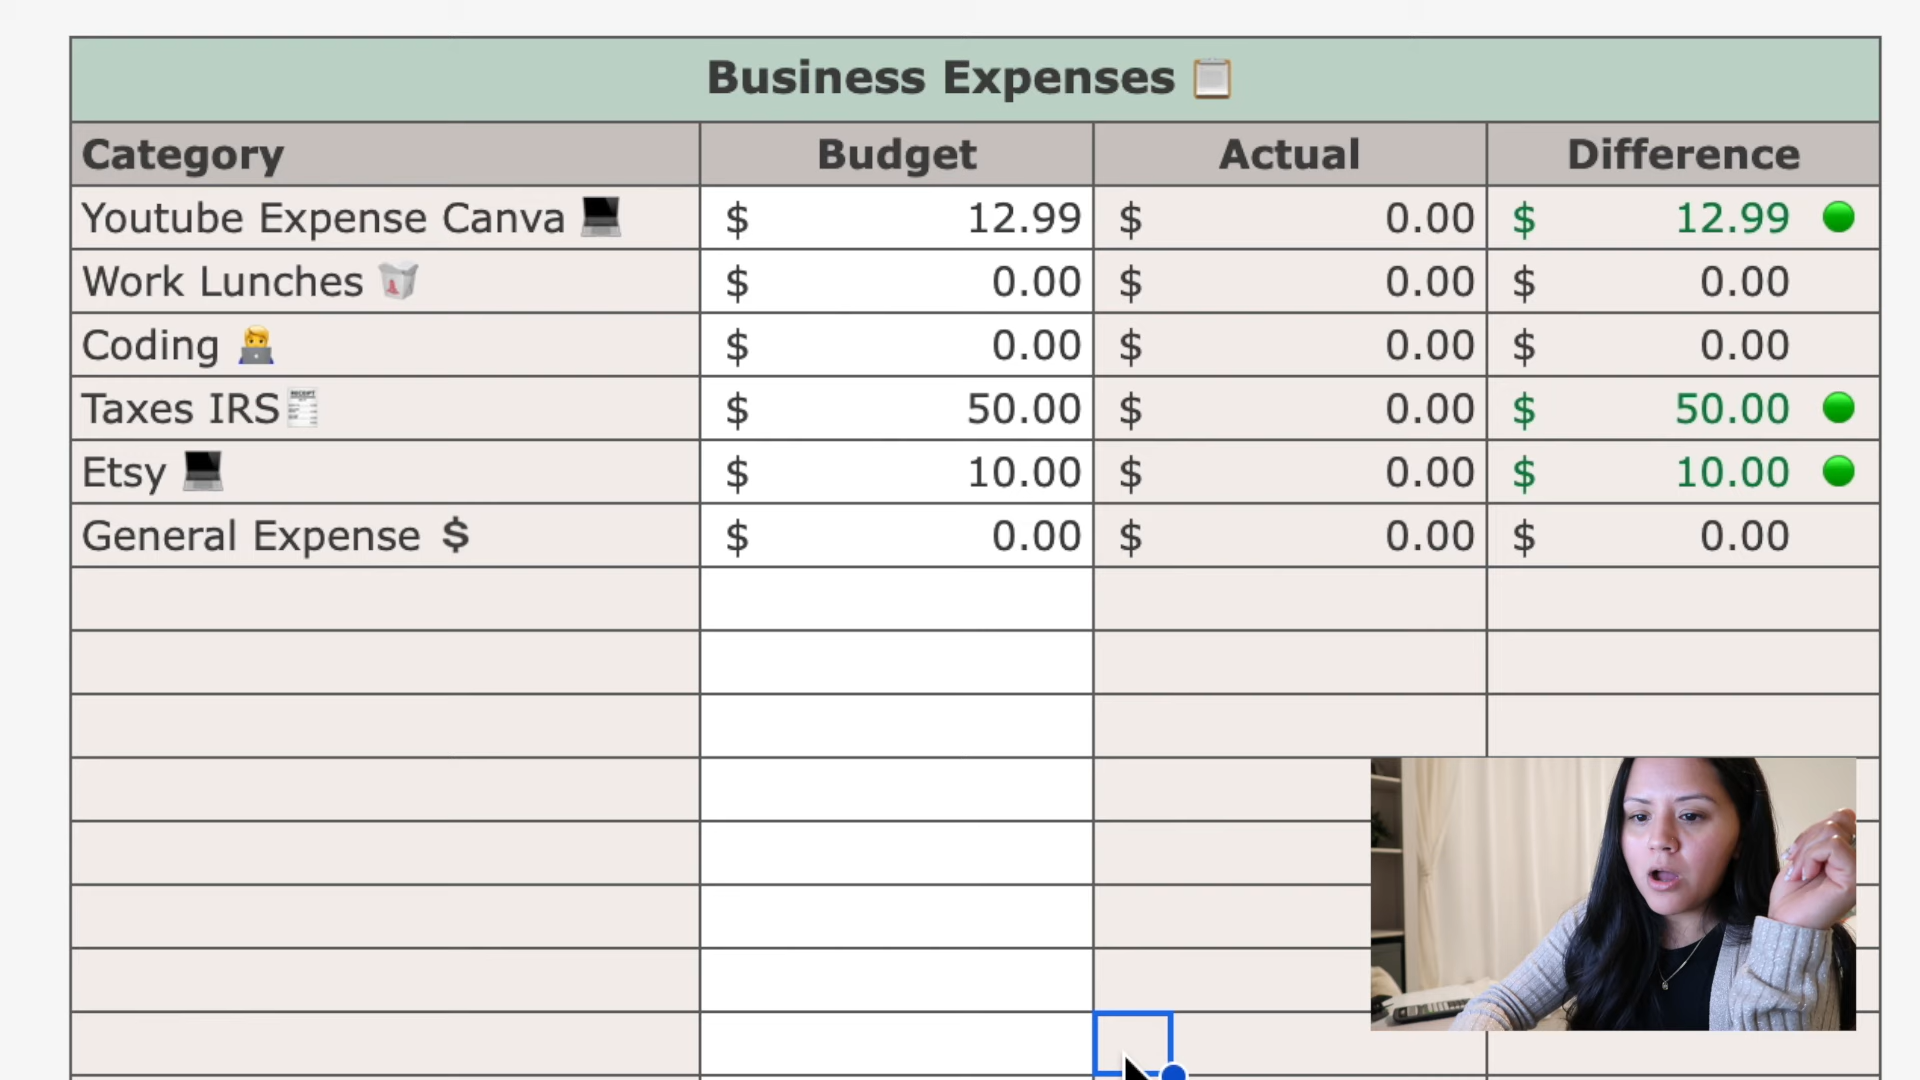 Business Expenses 📋
Category Budget Actual Difference
Youtube Expense Canva 💻 $ 12.99 $ 0.00 $ 12.99 🟢
Work Lunches 🥡 $ 0.00 $ 0.00 $ 0.00
Coding 🧑‍💻 $ 0.00 $ 0.00 $ 0.00
Taxes IRS🧾 $ 50.00 $ 0.00 $ 50.00 🟢
Etsy 💻 $ 10.00 $ 0.00 $ 10.00 🟢
General Expense 💲 $ 0.00 $ 0.00 $ 0.00